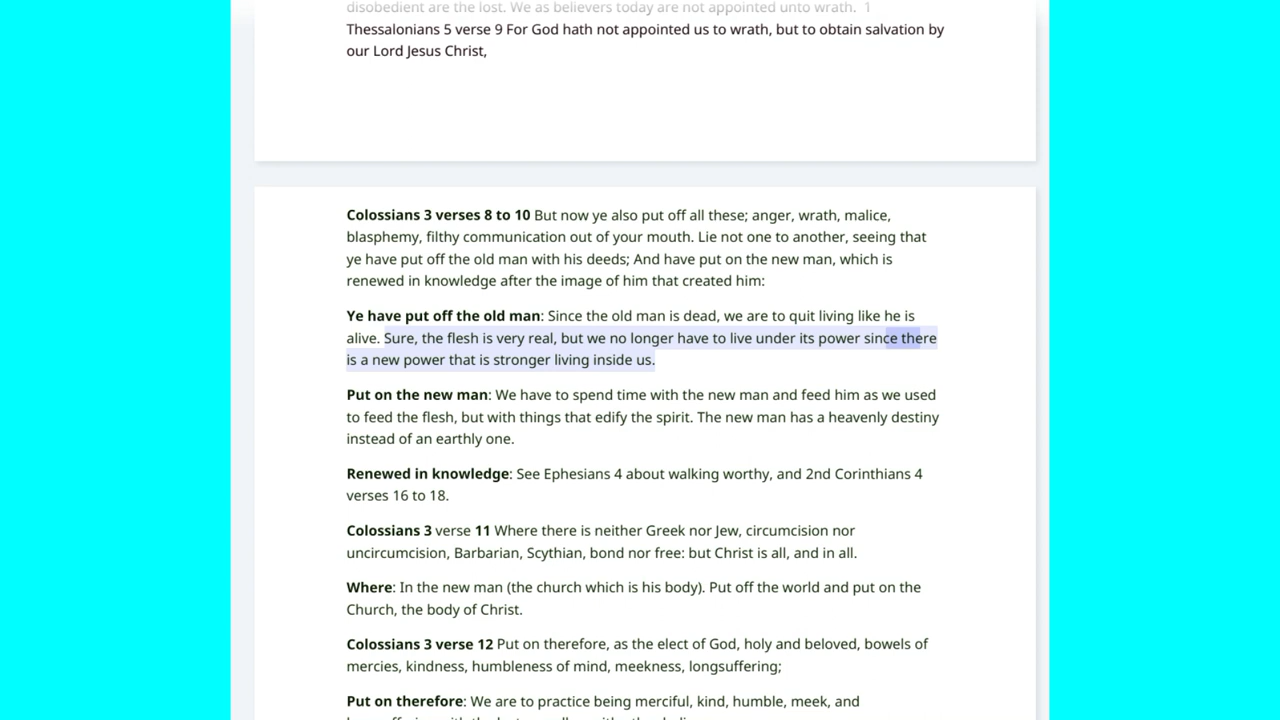 disobedient are the lost. We as believers today are not appointed unto wrath. 1
Thessalonians 5 verse 9 For God hath not appointed us to wrath, but to obtain salvation by
our Lord Jesus Christ,
Colossians 3 verses 8 to 10 But now ye also put off all these; anger, wrath, malice,
blasphemy, filthy communication out of your mouth. Lie not one to another, seeing that
ye have put off the old man with his deeds; And have put on the new man, which is
renewed in knowledge after the image of him that created him:
Ye have put off the old man: Since the old man is dead, we are to quit living like he is
alive. Sure, the flesh is very real, but we no longer have to live under its power since there
is a new power that is stronger living inside us.
Put on the new man: We have to spend time with the new man and feed him as we used
to feed the flesh, but with things that edify the spirit. The new man has a heavenly destiny
instead of an earthly one.
Renewed in knowledge: See Ephesians 4 about walking worthy, and 2nd Corinthians 4
verses 16 to 18.
Colossians 3 verse 11 Where there is neither Greek nor Jew, circumcision nor
uncircumcision, Barbarian, Scythian, bond nor free: but Christ is all, and in all.
Where: In the new man (the church which is his body). Put off the world and put on the
Church, the body of Christ.
Colossians 3 verse 12 Put on therefore, as the elect of God, holy and beloved, bowels of
mercies, kindness, humbleness of mind, meekness, longsuffering;
Put on therefore: We are to practice being merciful, kind, humble, meek, and